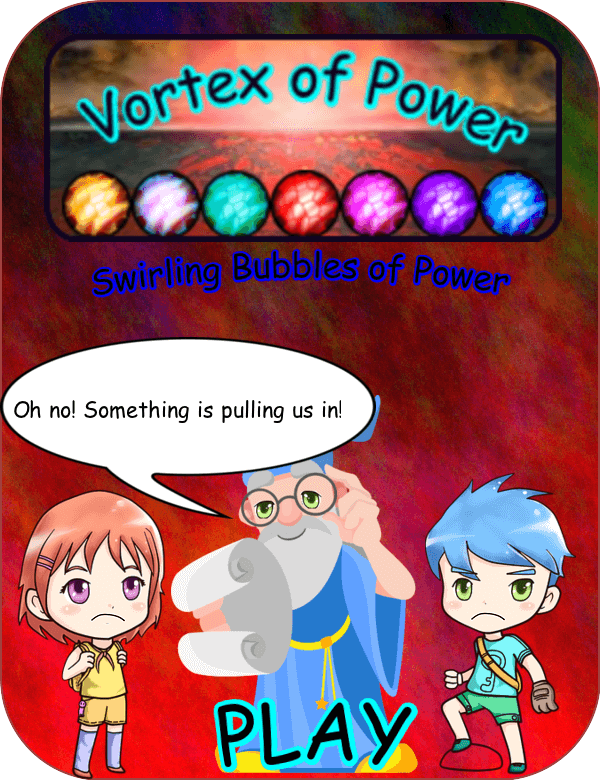 Vortex of Power
Swirling Bubbles of Power
Oh no! Something is pulling us in!
PLAY